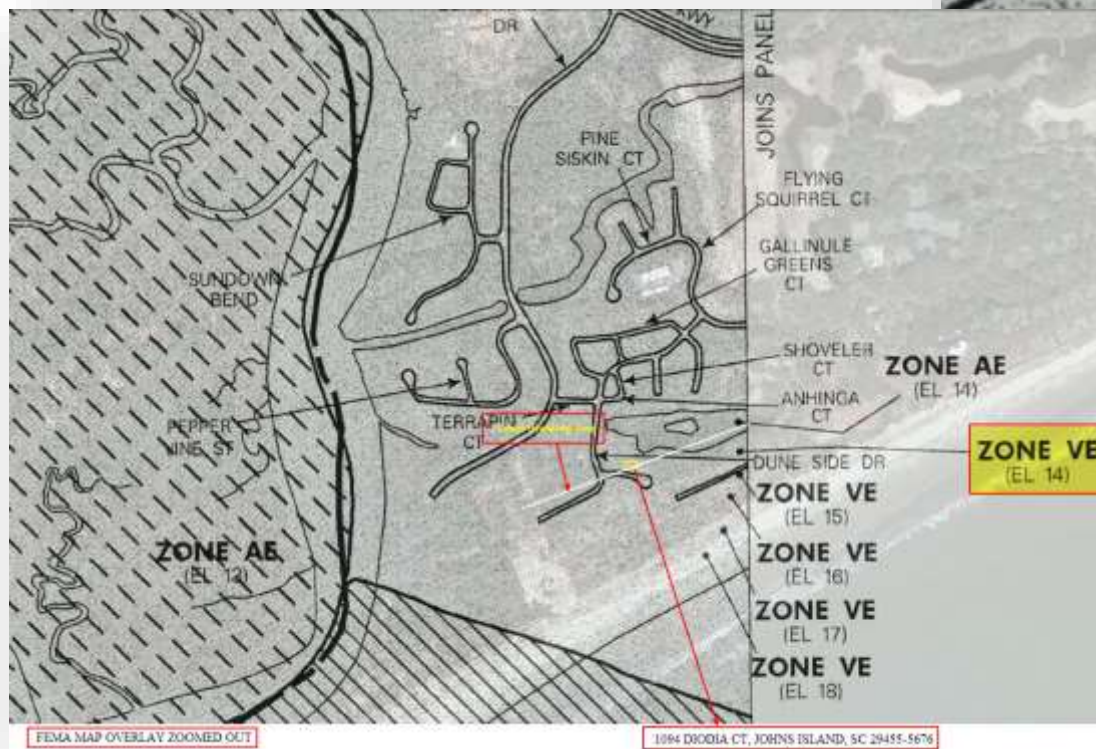 DR
JOINS PANEL
PINE
SISKIN CT
FLYING
SQUIRREL CT
GALLINULE
GREENS
CT
SUNDOWN
BEND
SHOVELER
CT
ZONE AE
(EL 14)
ANHINGA
CT
PEPPER
VINE ST
TERRAPIN
CT
DUNE SIDE DR
ZONE VE
(EL 14)
ZONE VE
(EL 15)
ZONE AE
(EL 13)
ZONE VE
(EL 16)
ZONE VE
(EL 17)
ZONE VE
(EL 18)
FEMA MAP OVERLAY ZOOMED OUT
1094 DIODIA CT, JOHNS ISLAND, SC 29455-5676